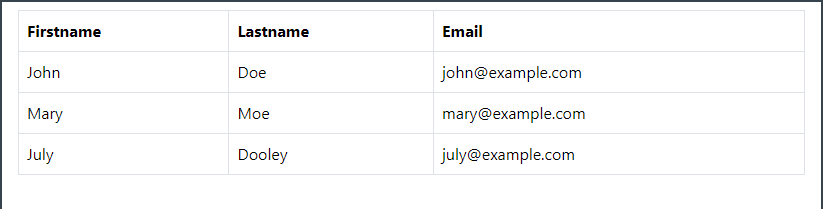 Firstname Lastname Email
John Doe john@example.com
Mary Moe mary@example.com
July Dooley july@example.com